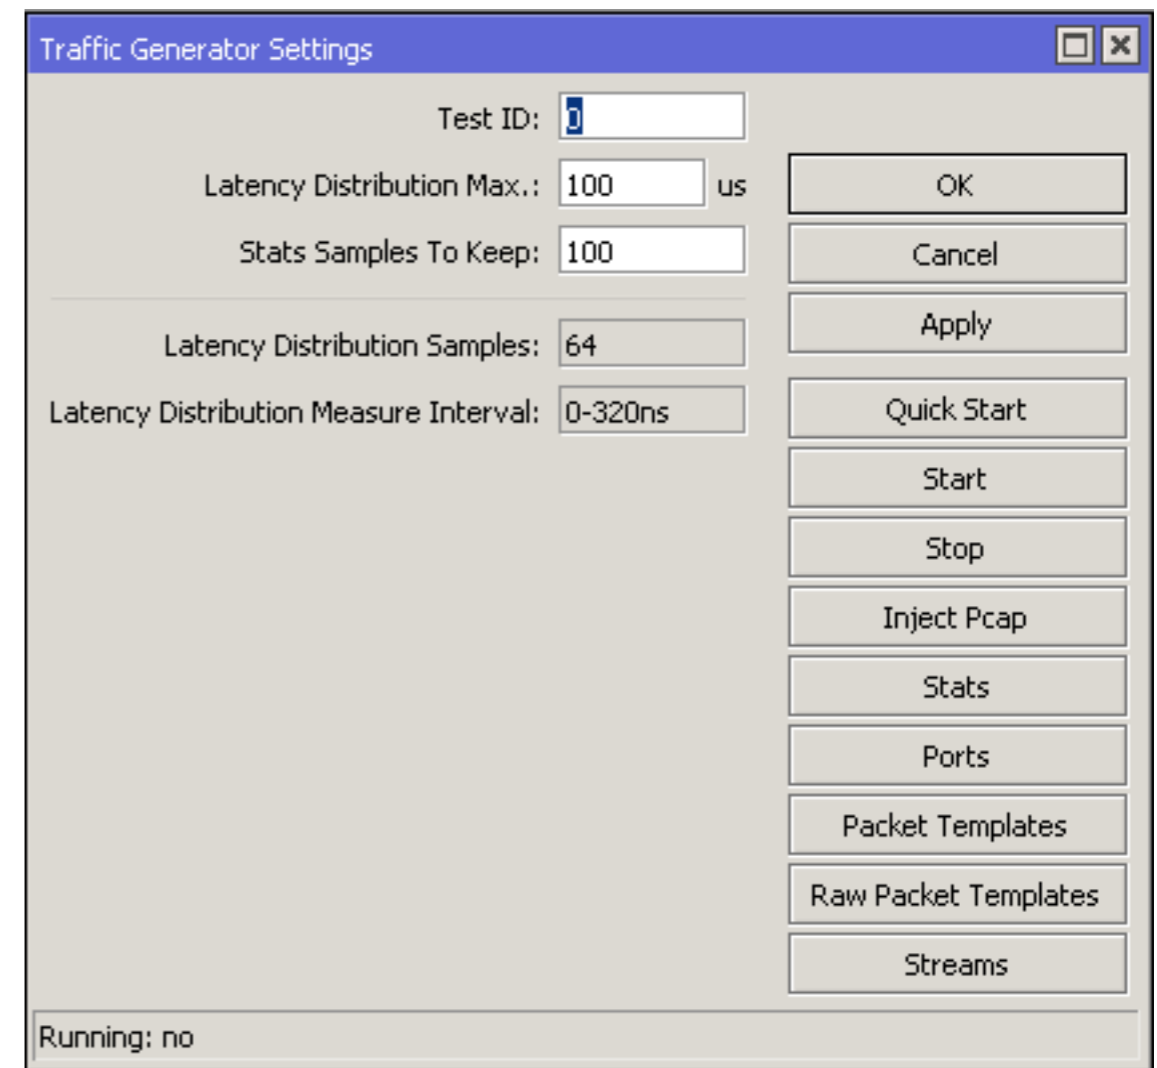 Traffic Generator Settings
Test ID: 0
Latency Distribution Max.: 100 us
Stats Samples To Keep: 100
Latency Distribution Samples: 64
Latency Distribution Measure Interval: 0-320ns
OK
Cancel
Apply
Quick Start
Start
Stop
Inject Pcap
Stats
Ports
Packet Templates
Raw Packet Templates
Streams
Running: no